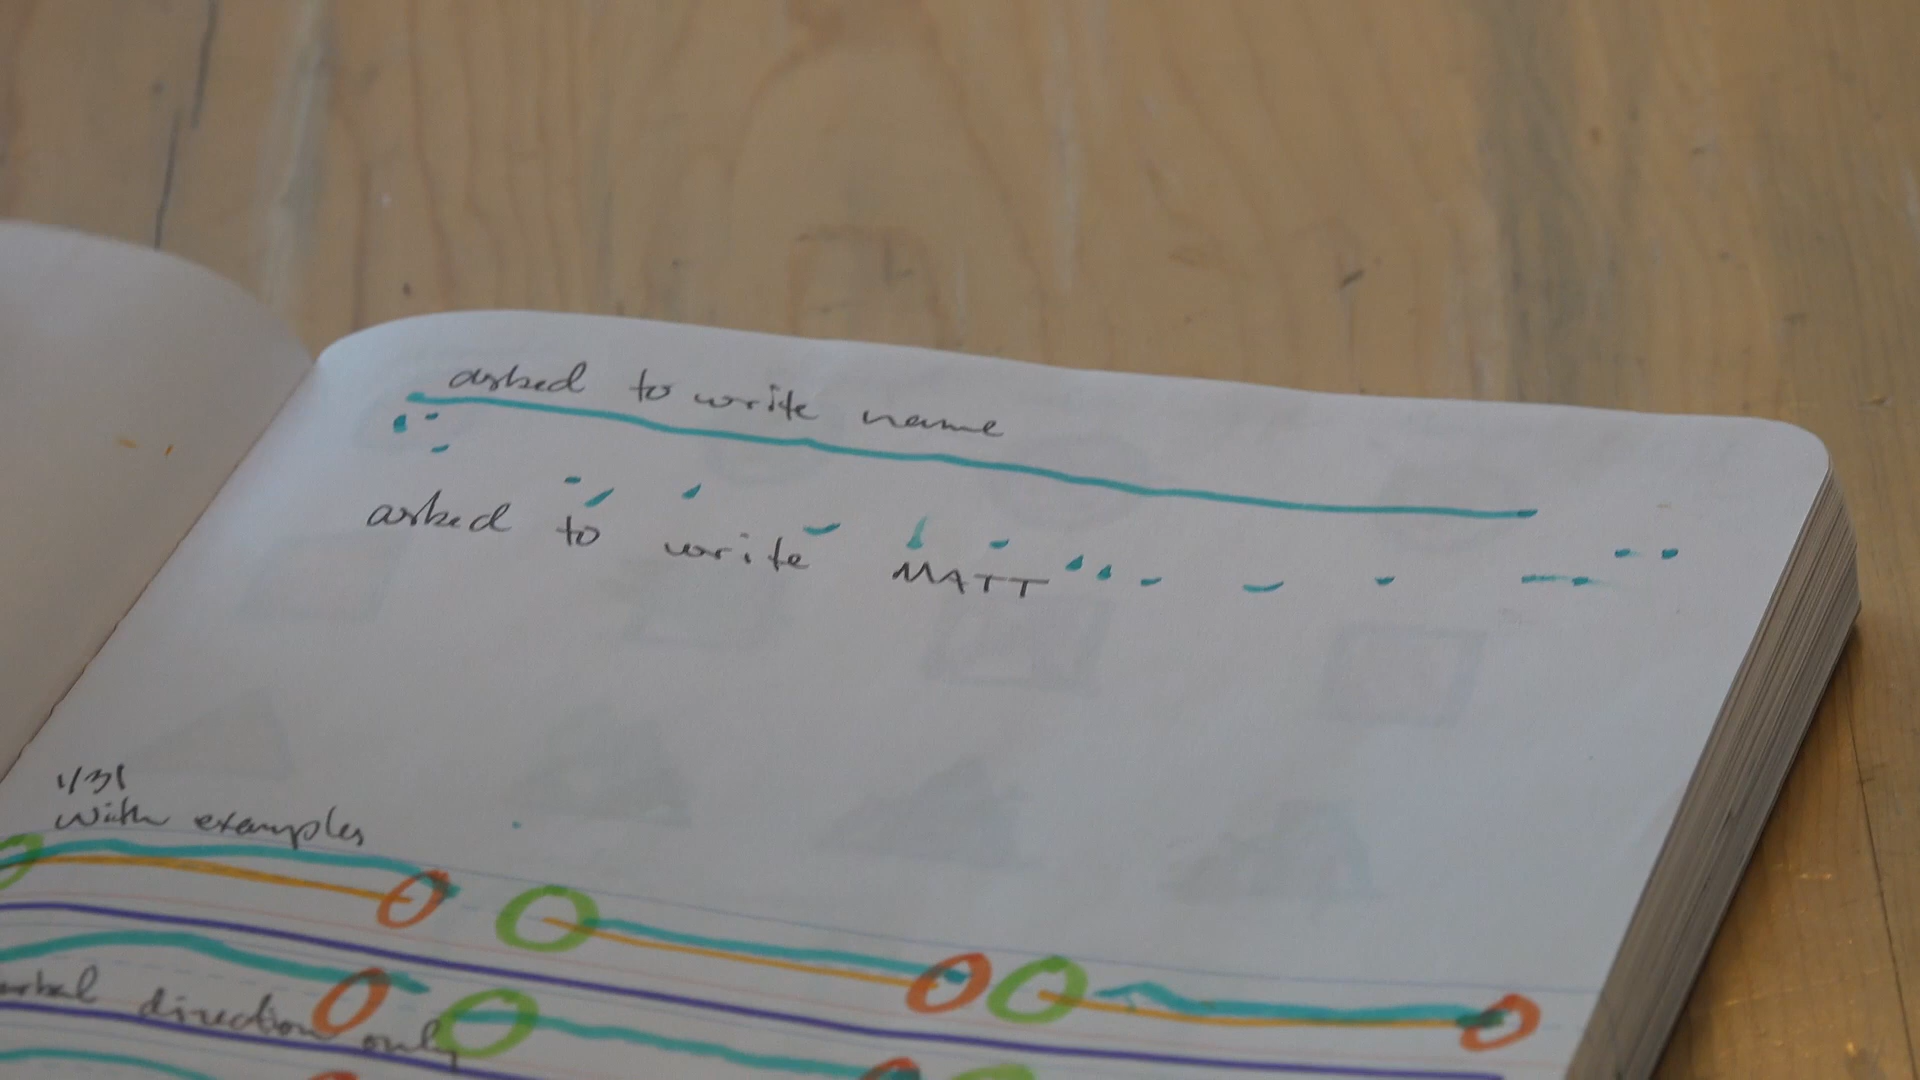 asked to write name
asked to write MATT
1/31
with examples
verbal direction only